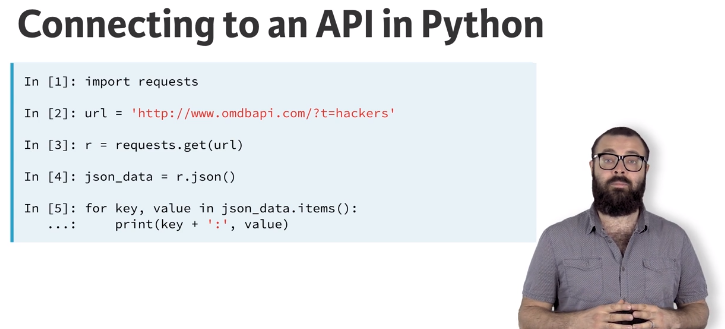 Connecting to an API in Python
In [1]: import requests
In [2]: url = 'http://www.omdbapi.com/?t=hackers'
In [3]: r = requests.get(url)
In [4]: json_data = r.json()
In [5]: for key, value in json_data.items():
   ...:     print(key + ':', value)